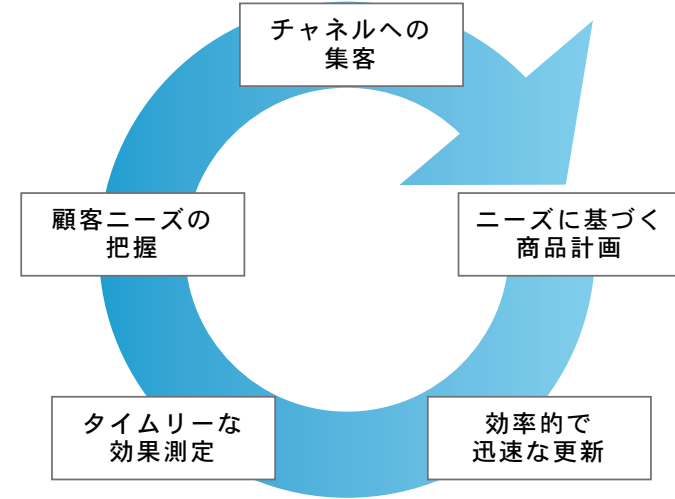 チャネルへの
集客
顧客ニーズの
把握
ニーズに基づく
商品計画
タイムリーな
効果測定
効率的で
迅速な更新